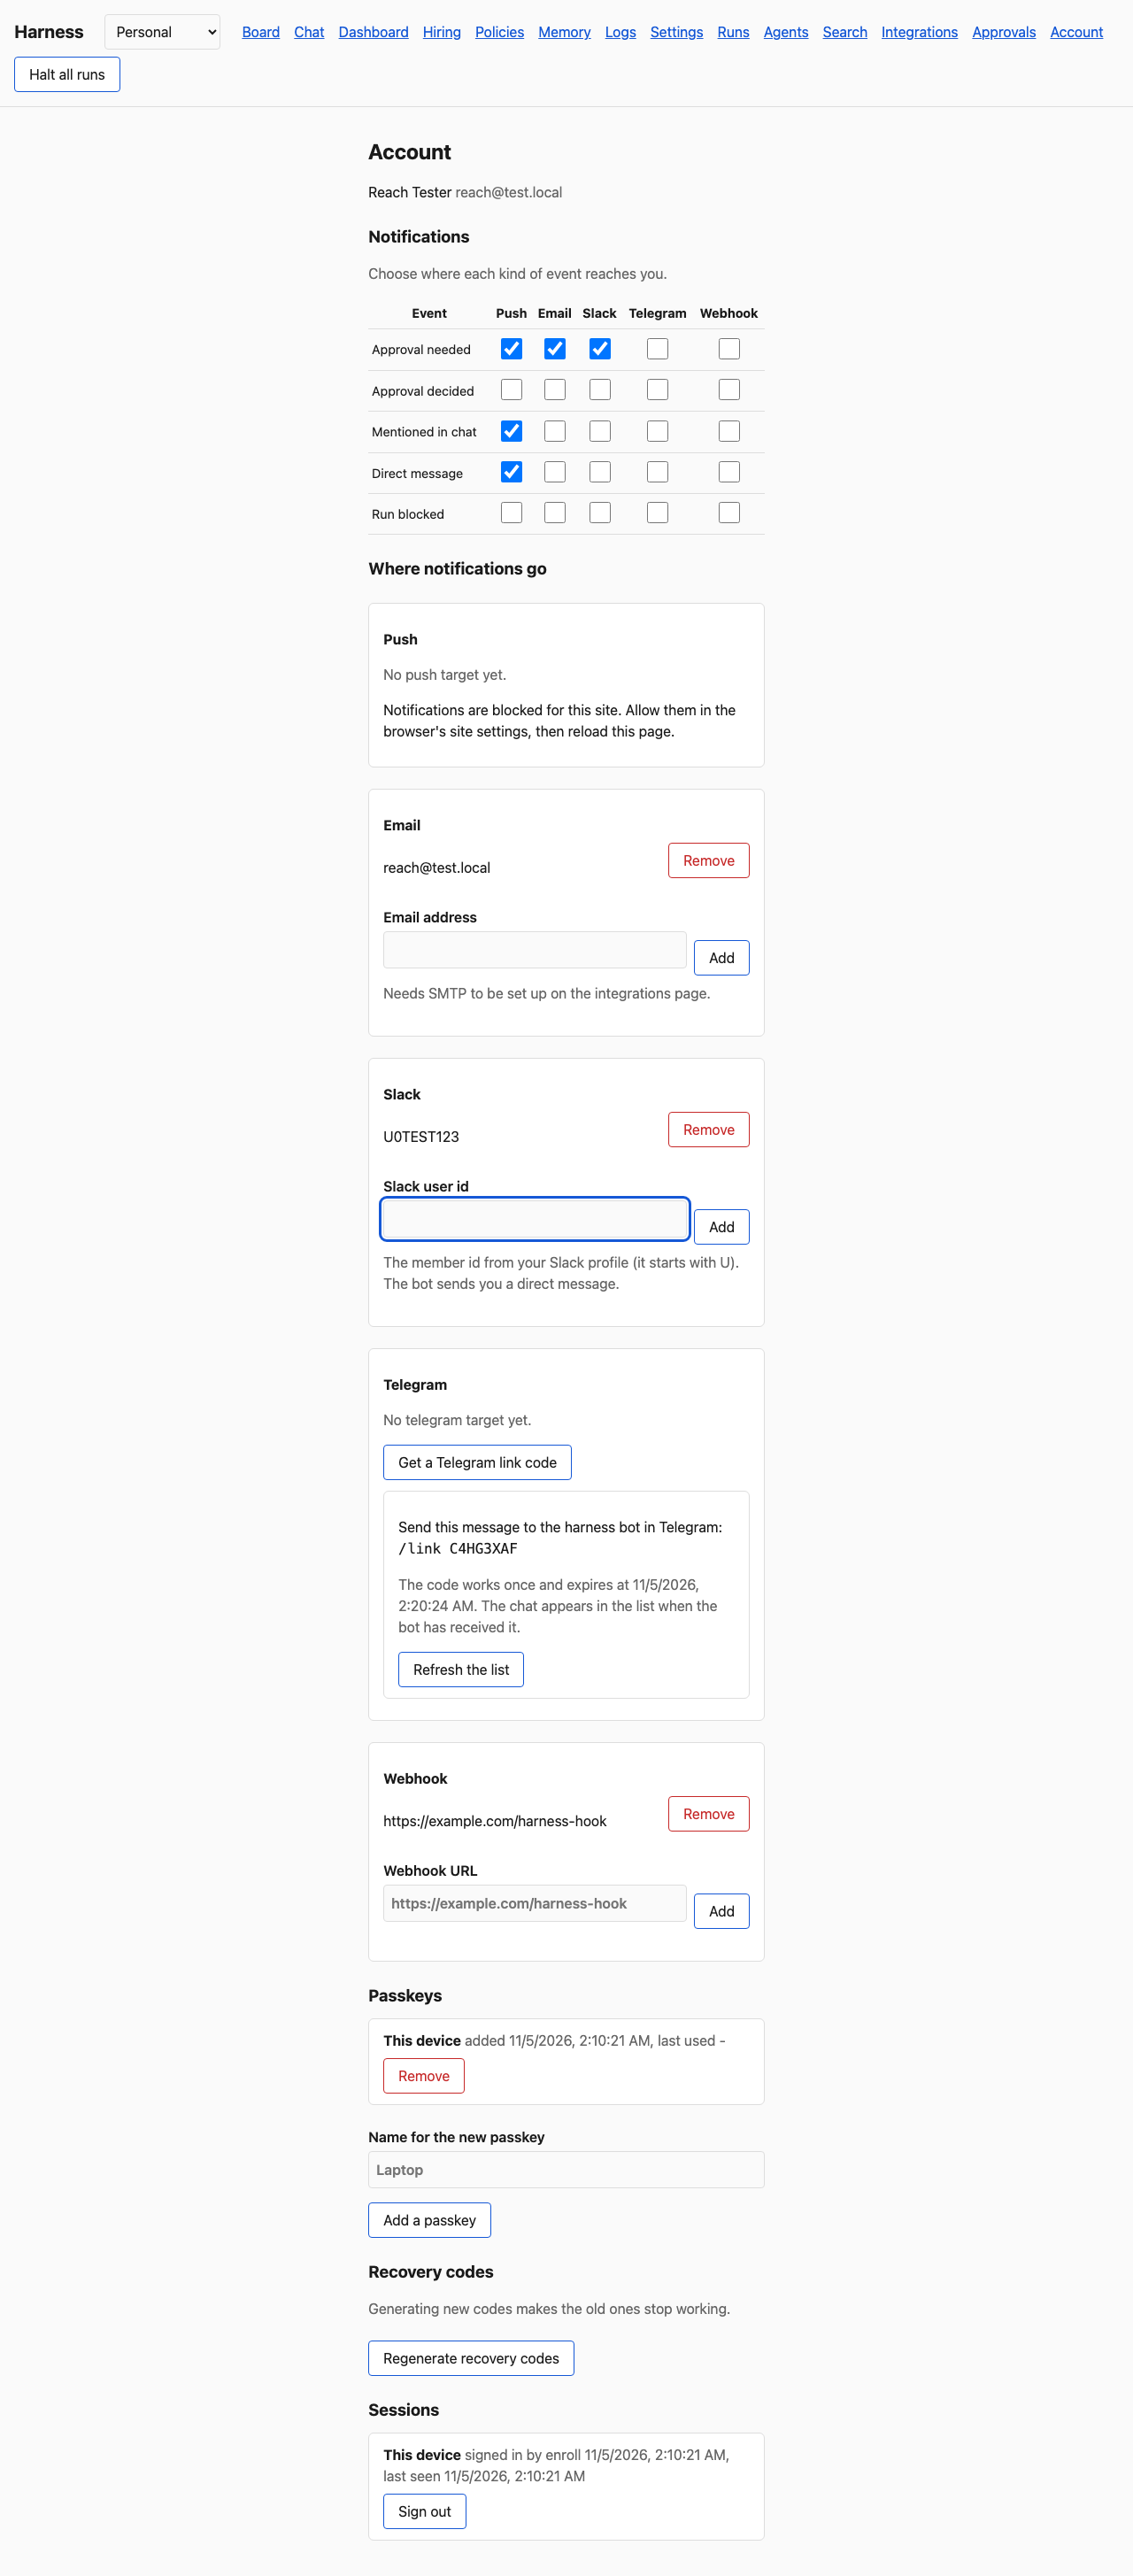 Harness Personal Board Chat Dashboard Hiring Policies Memory Logs Settings Runs Agents Search Integrations Approvals Account
Halt all runs
Account
Reach Tester reach@test.local
Notifications
Choose where each kind of event reaches you.
Event Push Email Slack Telegram Webhook
Approval needed
Approval decided
Mentioned in chat
Direct message
Run blocked
Where notifications go
Push
No push target yet.
Notifications are blocked for this site. Allow them in the
browser's site settings, then reload this page.
Email
reach@test.local Remove
Email address
Add
Needs SMTP to be set up on the integrations page.
Slack
U0TEST123 Remove
Slack user id
Add
The member id from your Slack profile (it starts with U).
The bot sends you a direct message.
Telegram
No telegram target yet.
Get a Telegram link code
Send this message to the harness bot in Telegram:
/link C4HG3XAF
The code works once and expires at 11/5/2026,
2:20:24 AM. The chat appears in the list when the
bot has received it.
Refresh the list
Webhook
https://example.com/harness-hook Remove
Webhook URL
https://example.com/harness-hook Add
Passkeys
This device added 11/5/2026, 2:10:21 AM, last used -
Remove
Name for the new passkey
Laptop
Add a passkey
Recovery codes
Generating new codes makes the old ones stop working.
Regenerate recovery codes
Sessions
This device signed in by enroll 11/5/2026, 2:10:21 AM,
last seen 11/5/2026, 2:10:21 AM
Sign out